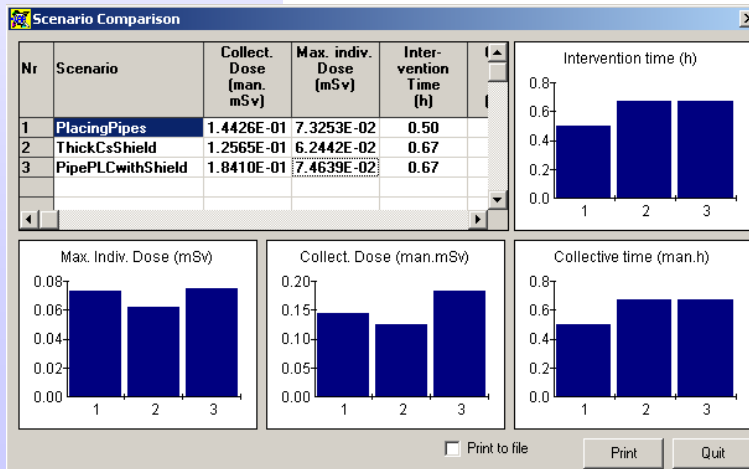 Scenario Comparison
Nr Scenario Collect. Dose (man. mSv) Max. indiv. Dose (mSv) Inter- vention Time (h)
1 PlacingPipes 1.4426E-01 7.3253E-02 0.50
2 ThickCsShield 1.2565E-01 6.2442E-02 0.67
3 PipePLCwithShield 1.8410E-01 7.4639E-02 0.67
Intervention time (h)
0.8
0.6
0.4
0.2
0.0
1 2 3
Max. Indiv. Dose (mSv)
0.08
0.06
0.04
0.02
0.00
1 2 3
Collect. Dose (man.mSv)
0.20
0.15
0.10
0.05
0.00
1 2 3
Collective time (man.h)
0.8
0.6
0.4
0.2
0.0
1 2 3
Print to file
Print
Quit